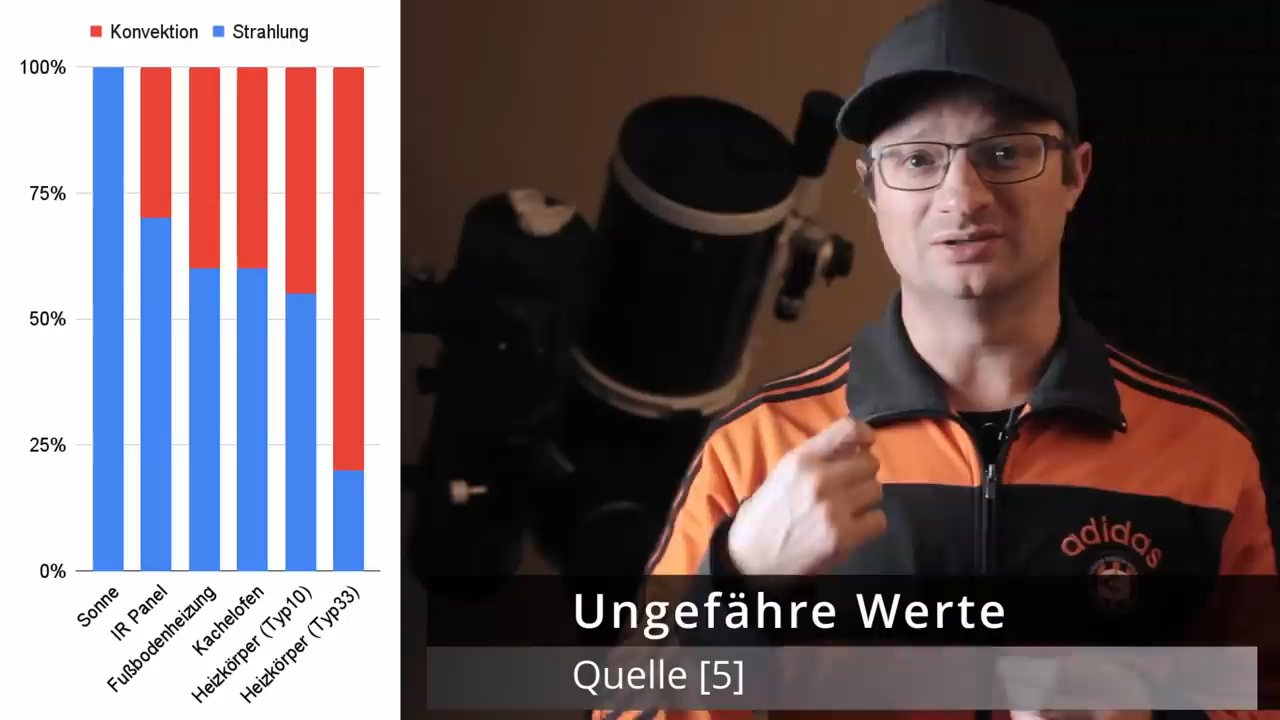 Konvektion Strahlung
100%
75%
50%
25%
0%
Sonne
IR Panel
Fußbodenheizung
Kachelofen
Heizkörper (Typ10)
Heizkörper (Typ33)
adidas
Ungefähre Werte
Quelle [5]